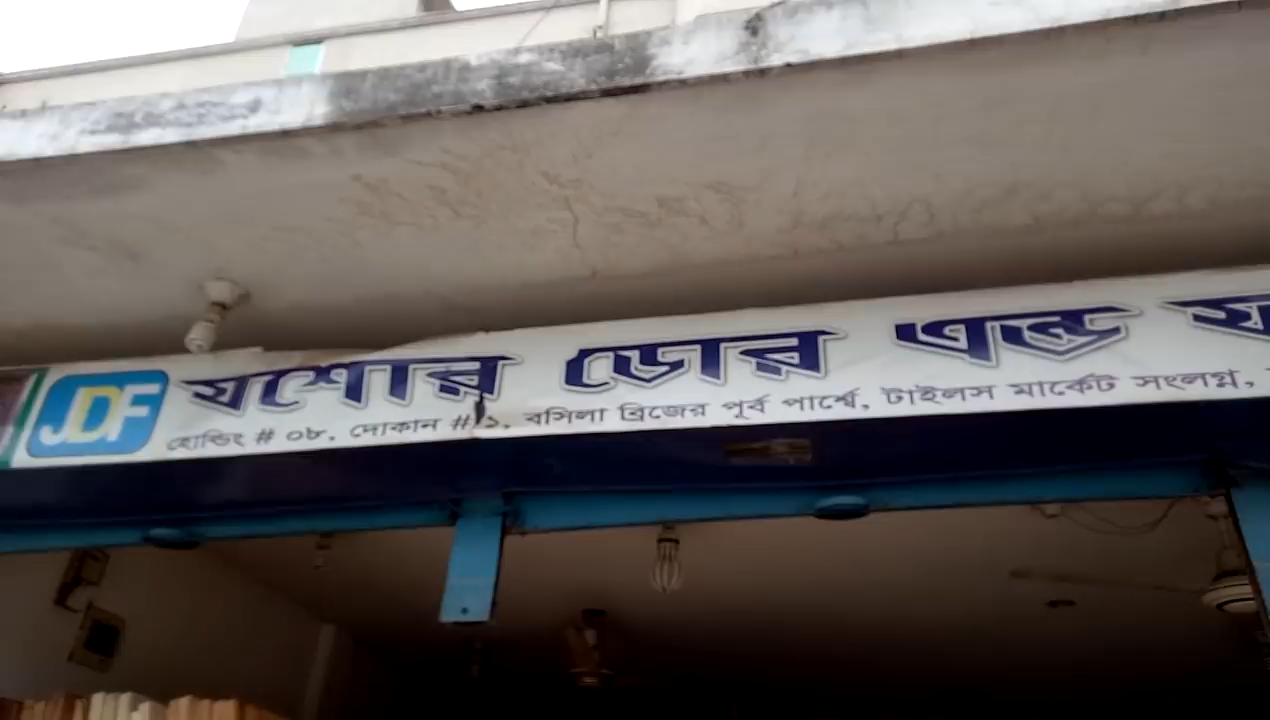 JDF
যশোর ডোর এন্ড
হোল্ডিং # ০৮, দোকান # ১, বসিলা ব্রিজের পূর্ব পার্শ্বে, টাইলস মার্কেট সংলগ্ন,